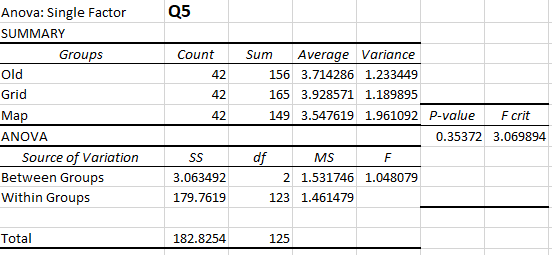 Anova: Single Factor Q5
SUMMARY
Groups Count Sum Average Variance
Old 42 156 3.714286 1.233449
Grid 42 165 3.928571 1.189895
Map 42 149 3.547619 1.961092 P-value F crit
ANOVA 0.35372 3.069894
Source of Variation SS df MS F
Between Groups 3.063492 2 1.531746 1.048079
Within Groups 179.7619 123 1.461479
Total 182.8254 125